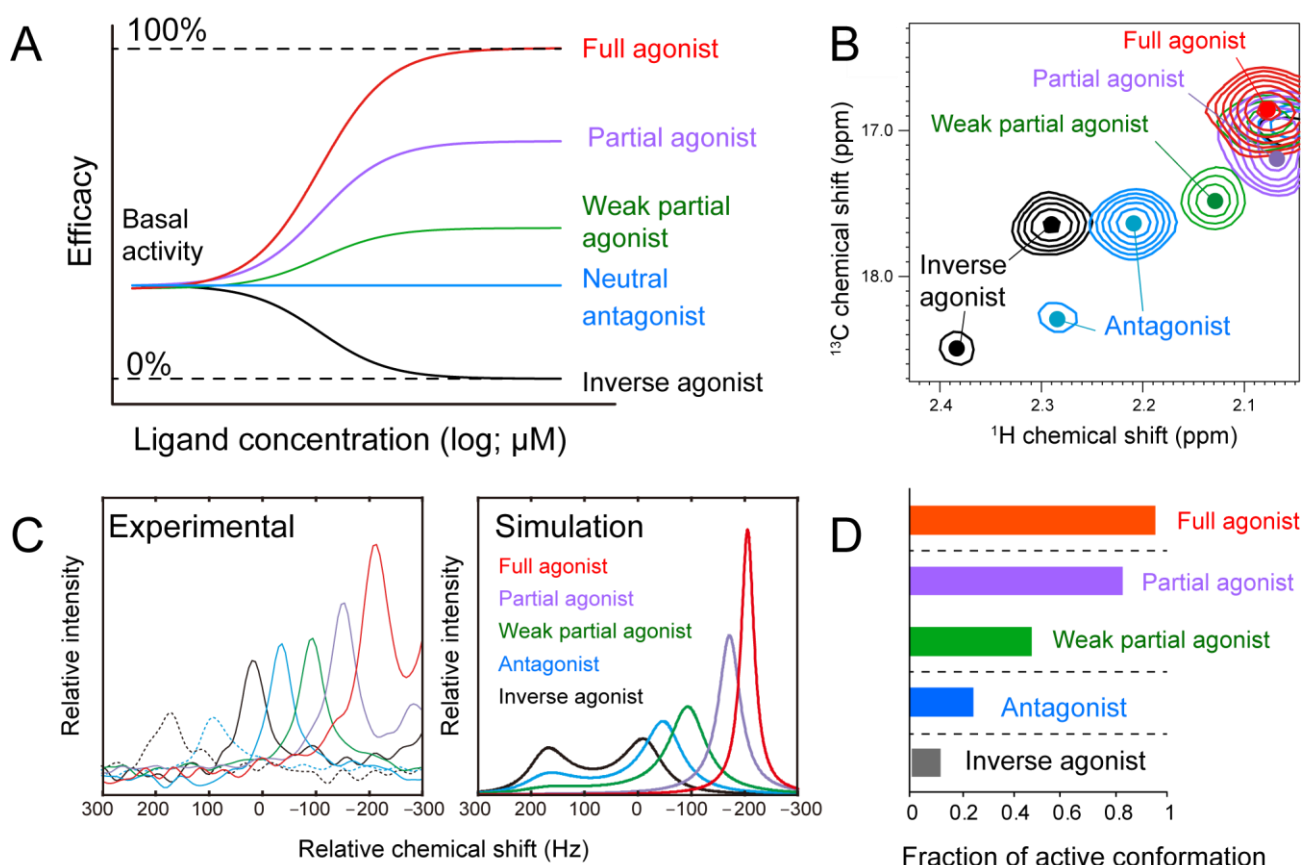 A
100%
Full agonist
Partial agonist
Efficacy
Basal
activity
Weak partial
agonist
Neutral
antagonist
0%
Inverse agonist
Ligand concentration (log; µM)
B
Full agonist
Partial agonist
Weak partial agonist
17.0
18.0
¹³C chemical shift (ppm)
Inverse
agonist
Antagonist
2.4 2.3 2.2 2.1
¹H chemical shift (ppm)
C
Experimental
Relative intensity
300 200 100 0 −100 −200 −300
Simulation
Full agonist
Partial agonist
Weak partial agonist
Antagonist
Inverse agonist
Relative intensity
300 200 100 0 −100 −200 −300
Relative chemical shift (Hz)
D
Full agonist
Partial agonist
Weak partial agonist
Antagonist
Inverse agonist
0 0.2 0.4 0.6 0.8 1
Fraction of active conformation